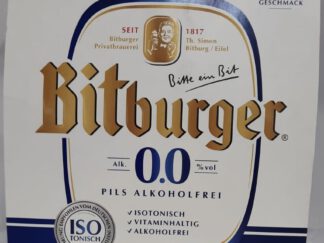 GESCHMACK
SEIT 1817
Bitburger Th. Simon
Privatbrauerei Bitburg / Eifel
Bitte ein Bit
Bitburger®
Alk. 0.0 %vol
PILS ALKOHOLFREI
✓ISOTONISCH
✓VITAMINHALTIG
✓ALKOHOLFREI
ISO
TONISCH